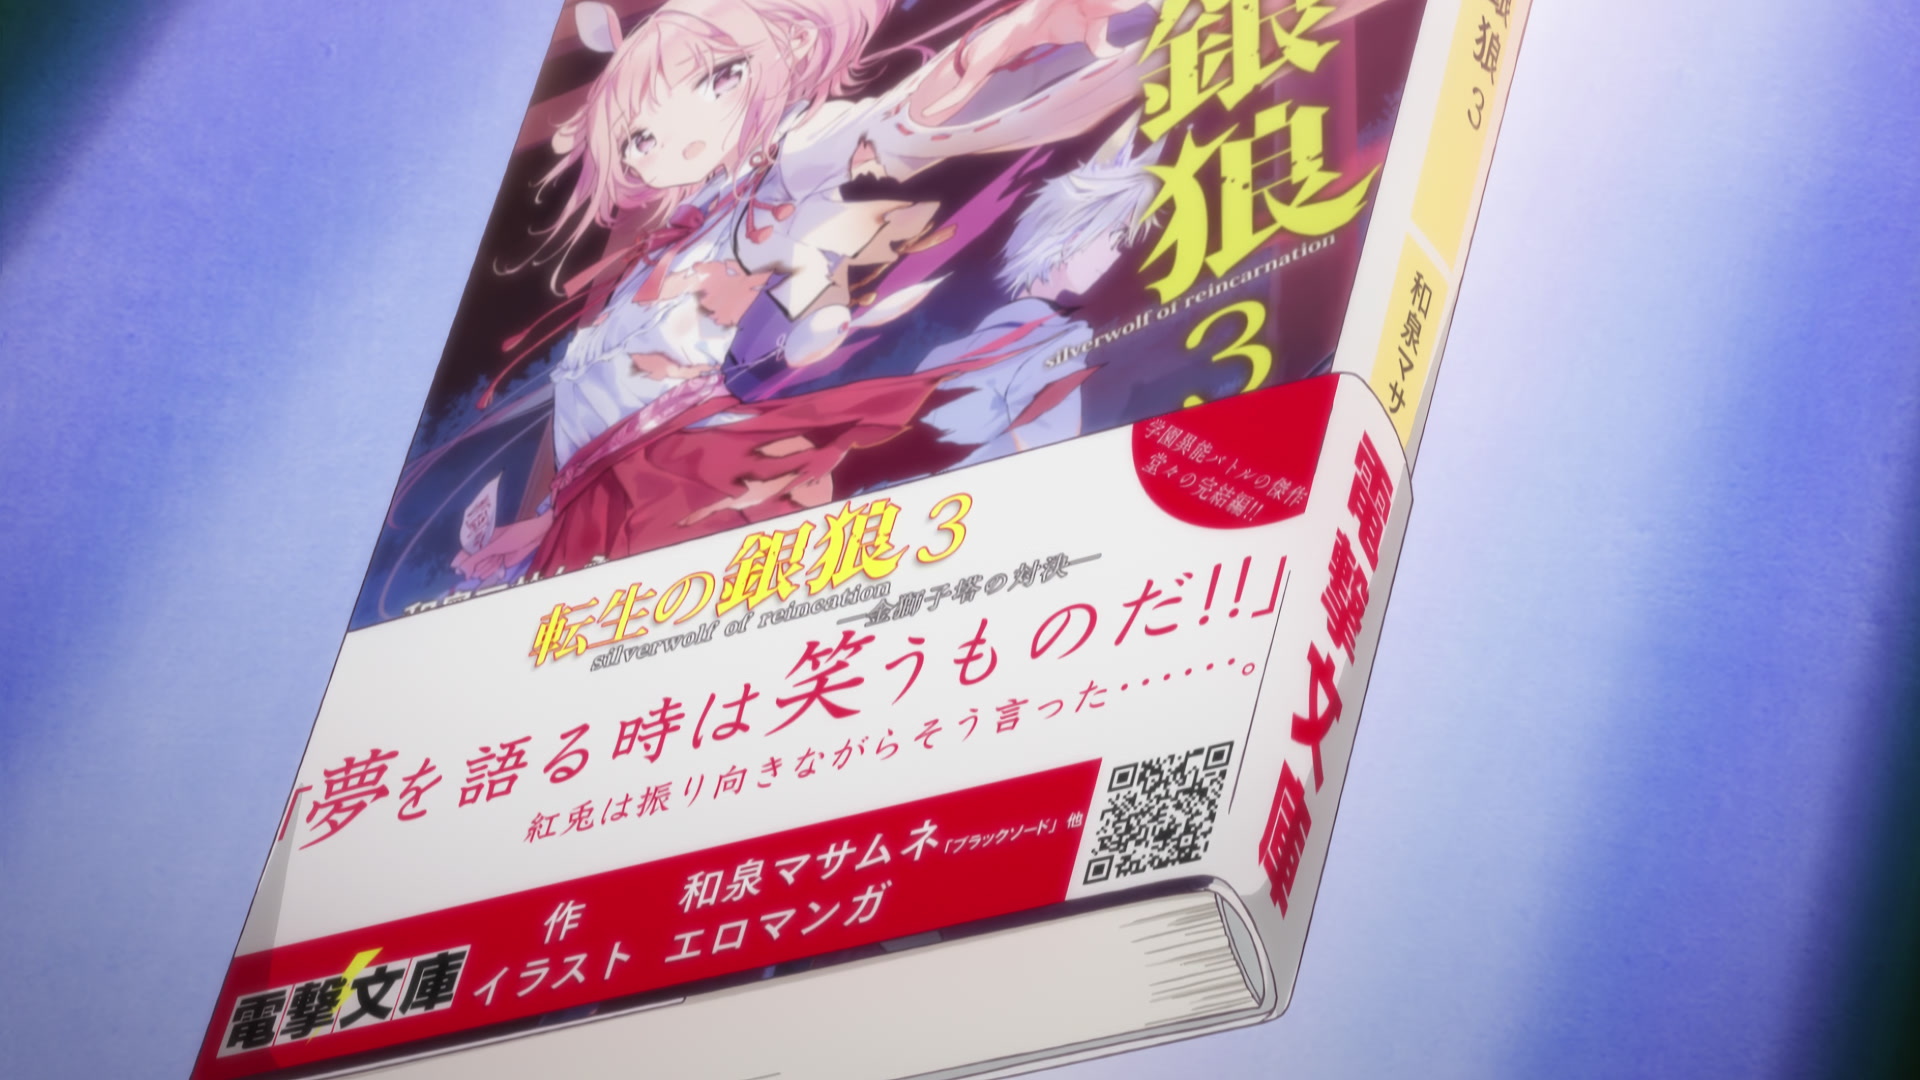 銀狼
3
silverwolf of reincarnation
狼3
和泉マサ
学園異能バトルの傑作
堂々の完結編!!
転生の銀狼3
silverwolf of reincation
―金獅子塔の対決―
「夢を語る時は笑うものだ!!」
紅兎は振り向きながらそう言った・・・・・・。
作 和泉マサムネ「ブラックソード」他
イラスト エロマンガ
電撃文庫
電撃文庫